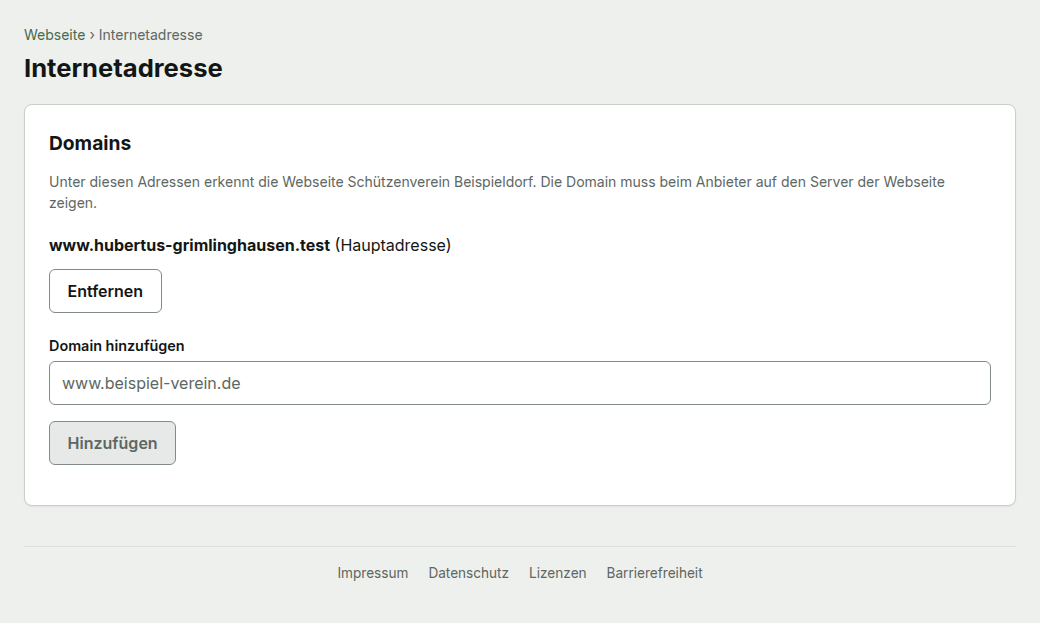 Webseite › Internetadresse
Internetadresse
Domains
Unter diesen Adressen erkennt die Webseite Schützenverein Beispieldorf. Die Domain muss beim Anbieter auf den Server der Webseite
zeigen.
www.hubertus-grimlinghausen.test (Hauptadresse)
Entfernen
Domain hinzufügen
www.beispiel-verein.de
Hinzufügen
Impressum Datenschutz Lizenzen Barrierefreiheit